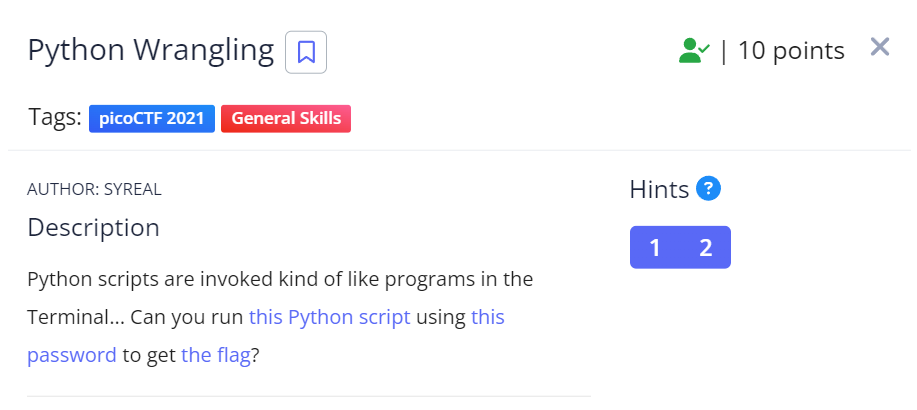 Python Wrangling
| 10 points
Tags: picoCTF 2021 General Skills
AUTHOR: SYREAL
Hints ?
Description
1 2
Python scripts are invoked kind of like programs in the
Terminal... Can you run this Python script using this
password to get the flag?